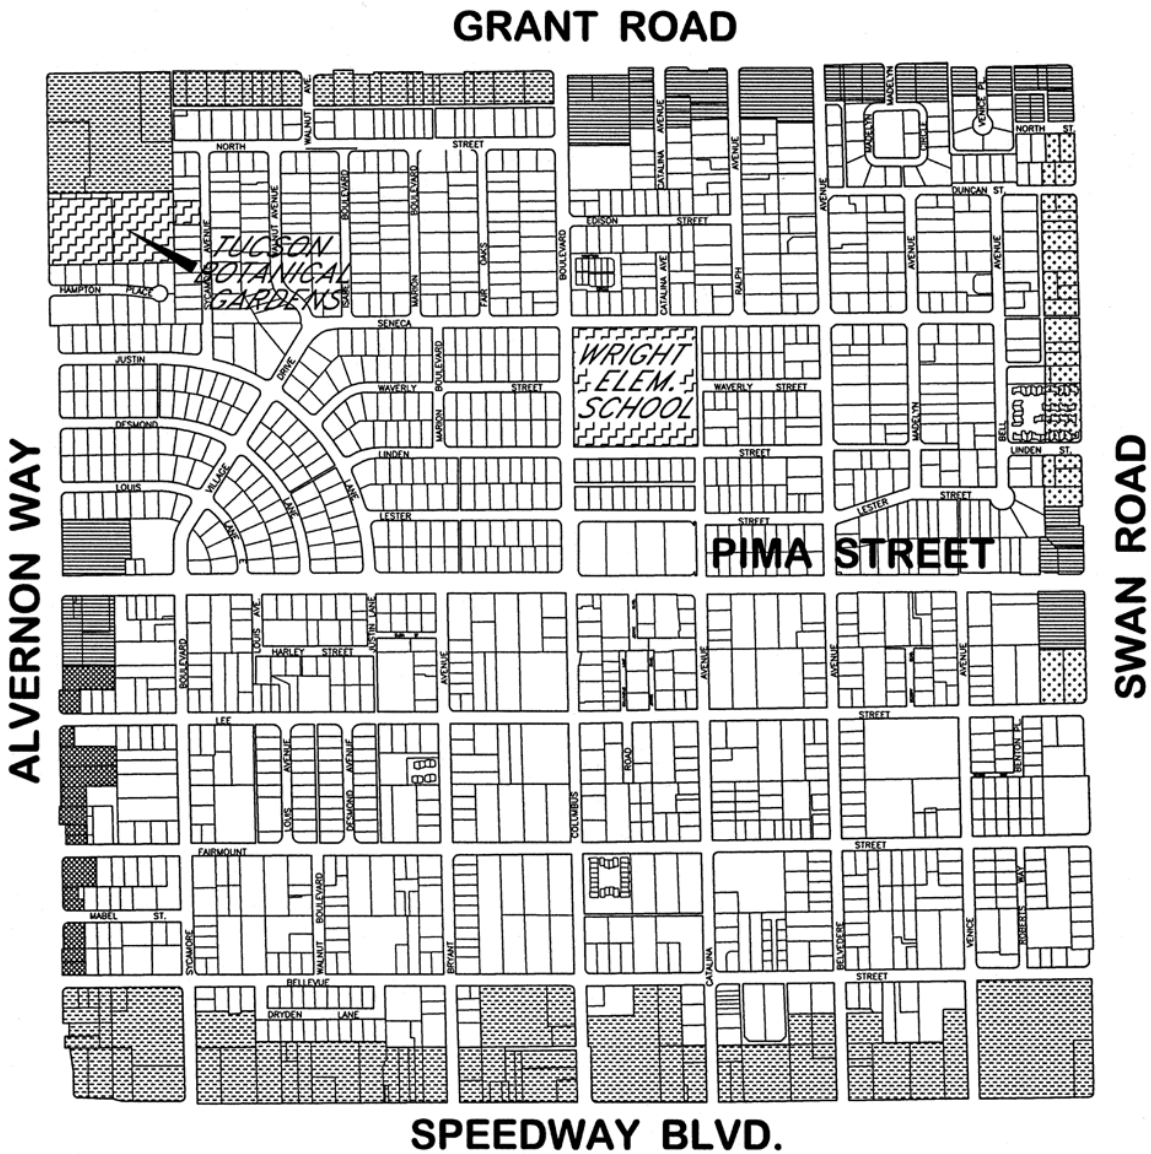 GRANT ROAD
WALNUT AVE.
NORTH STREET
MADELYN
MADELYN CIRCLE
VENICE PL.
NORTH ST.
CATALINA AVENUE
RALPH AVENUE
AVENUE
DUNCAN ST.
SYCAMORE AVENUE
WALNUT AVENUE
ISABEL BOULEVARD
MARION BOULEVARD
FAIR OAKS
BOULEVARD
EDISON STREET
CATALINA AVE
AVENUE
AVENUE
TUCSON
BOTANICAL
GARDENS
HAMPTON PLACE
SENECA
JUSTIN
DRIVE
MARION BOULEVARD
WAVERLY STREET
WRIGHT
ELEM.
SCHOOL
WAVERLY STREET
MADELYN
BELL
DESMOND
LINDEN
STREET
LINDEN ST.
VILLAGE
LANE
LANE
LANE
LOUIS
LESTER
STREET
LESTER STREET
PIMA STREET
ALVERNON WAY
SWAN ROAD
BOULEVARD
LOUIS AVE.
JUSTIN LANE
HARLEY STREET
AVENUE
AVENUE
AVENUE
AVENUE
LEE
STREET
LOUIS AVENUE
DESMOND AVENUE
COLUMBUS
ROAD
BENTON PL.
FAIRMOUNT
STREET
MABEL ST.
SYCAMORE
WALNUT BOULEVARD
BRYANT
CATALINA
BELVEDERE
VENICE
ROBERTS WAY
BELLEVUE
STREET
DRYDEN LANE
SPEEDWAY BLVD.